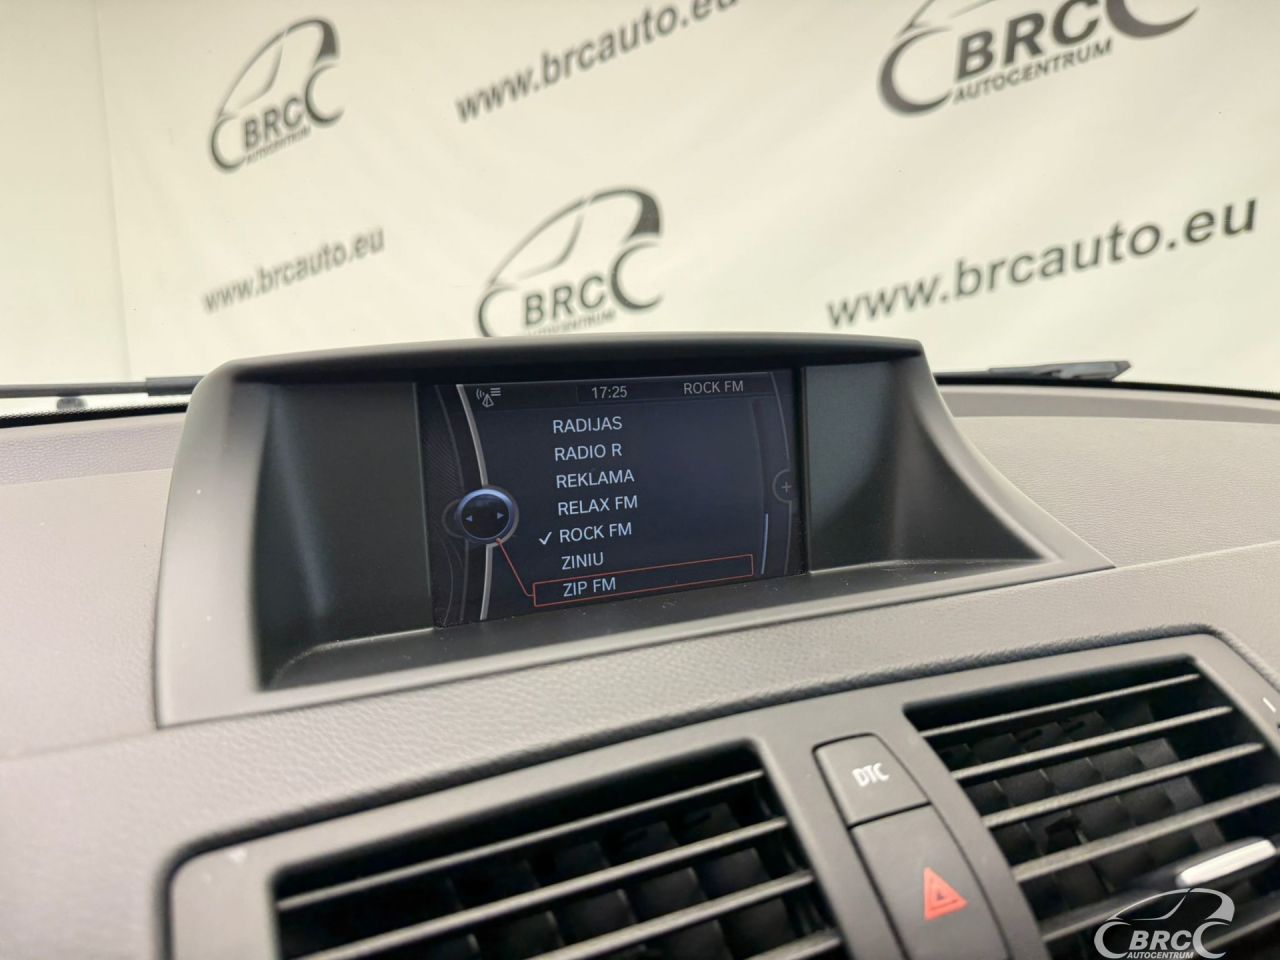 BRC
AUTOCENTRUM
www.brcauto.eu
BRC
AUTOCENTRUM
www.brcauto.eu
BRC
AUTOCENTRUM
www.brcauto.eu
17:25 ROCK FM
RADIJAS
RADIO R
REKLAMA
RELAX FM
✓ ROCK FM
ZINIU
ZIP FM
DTC
BRC
AUTOCENTRUM